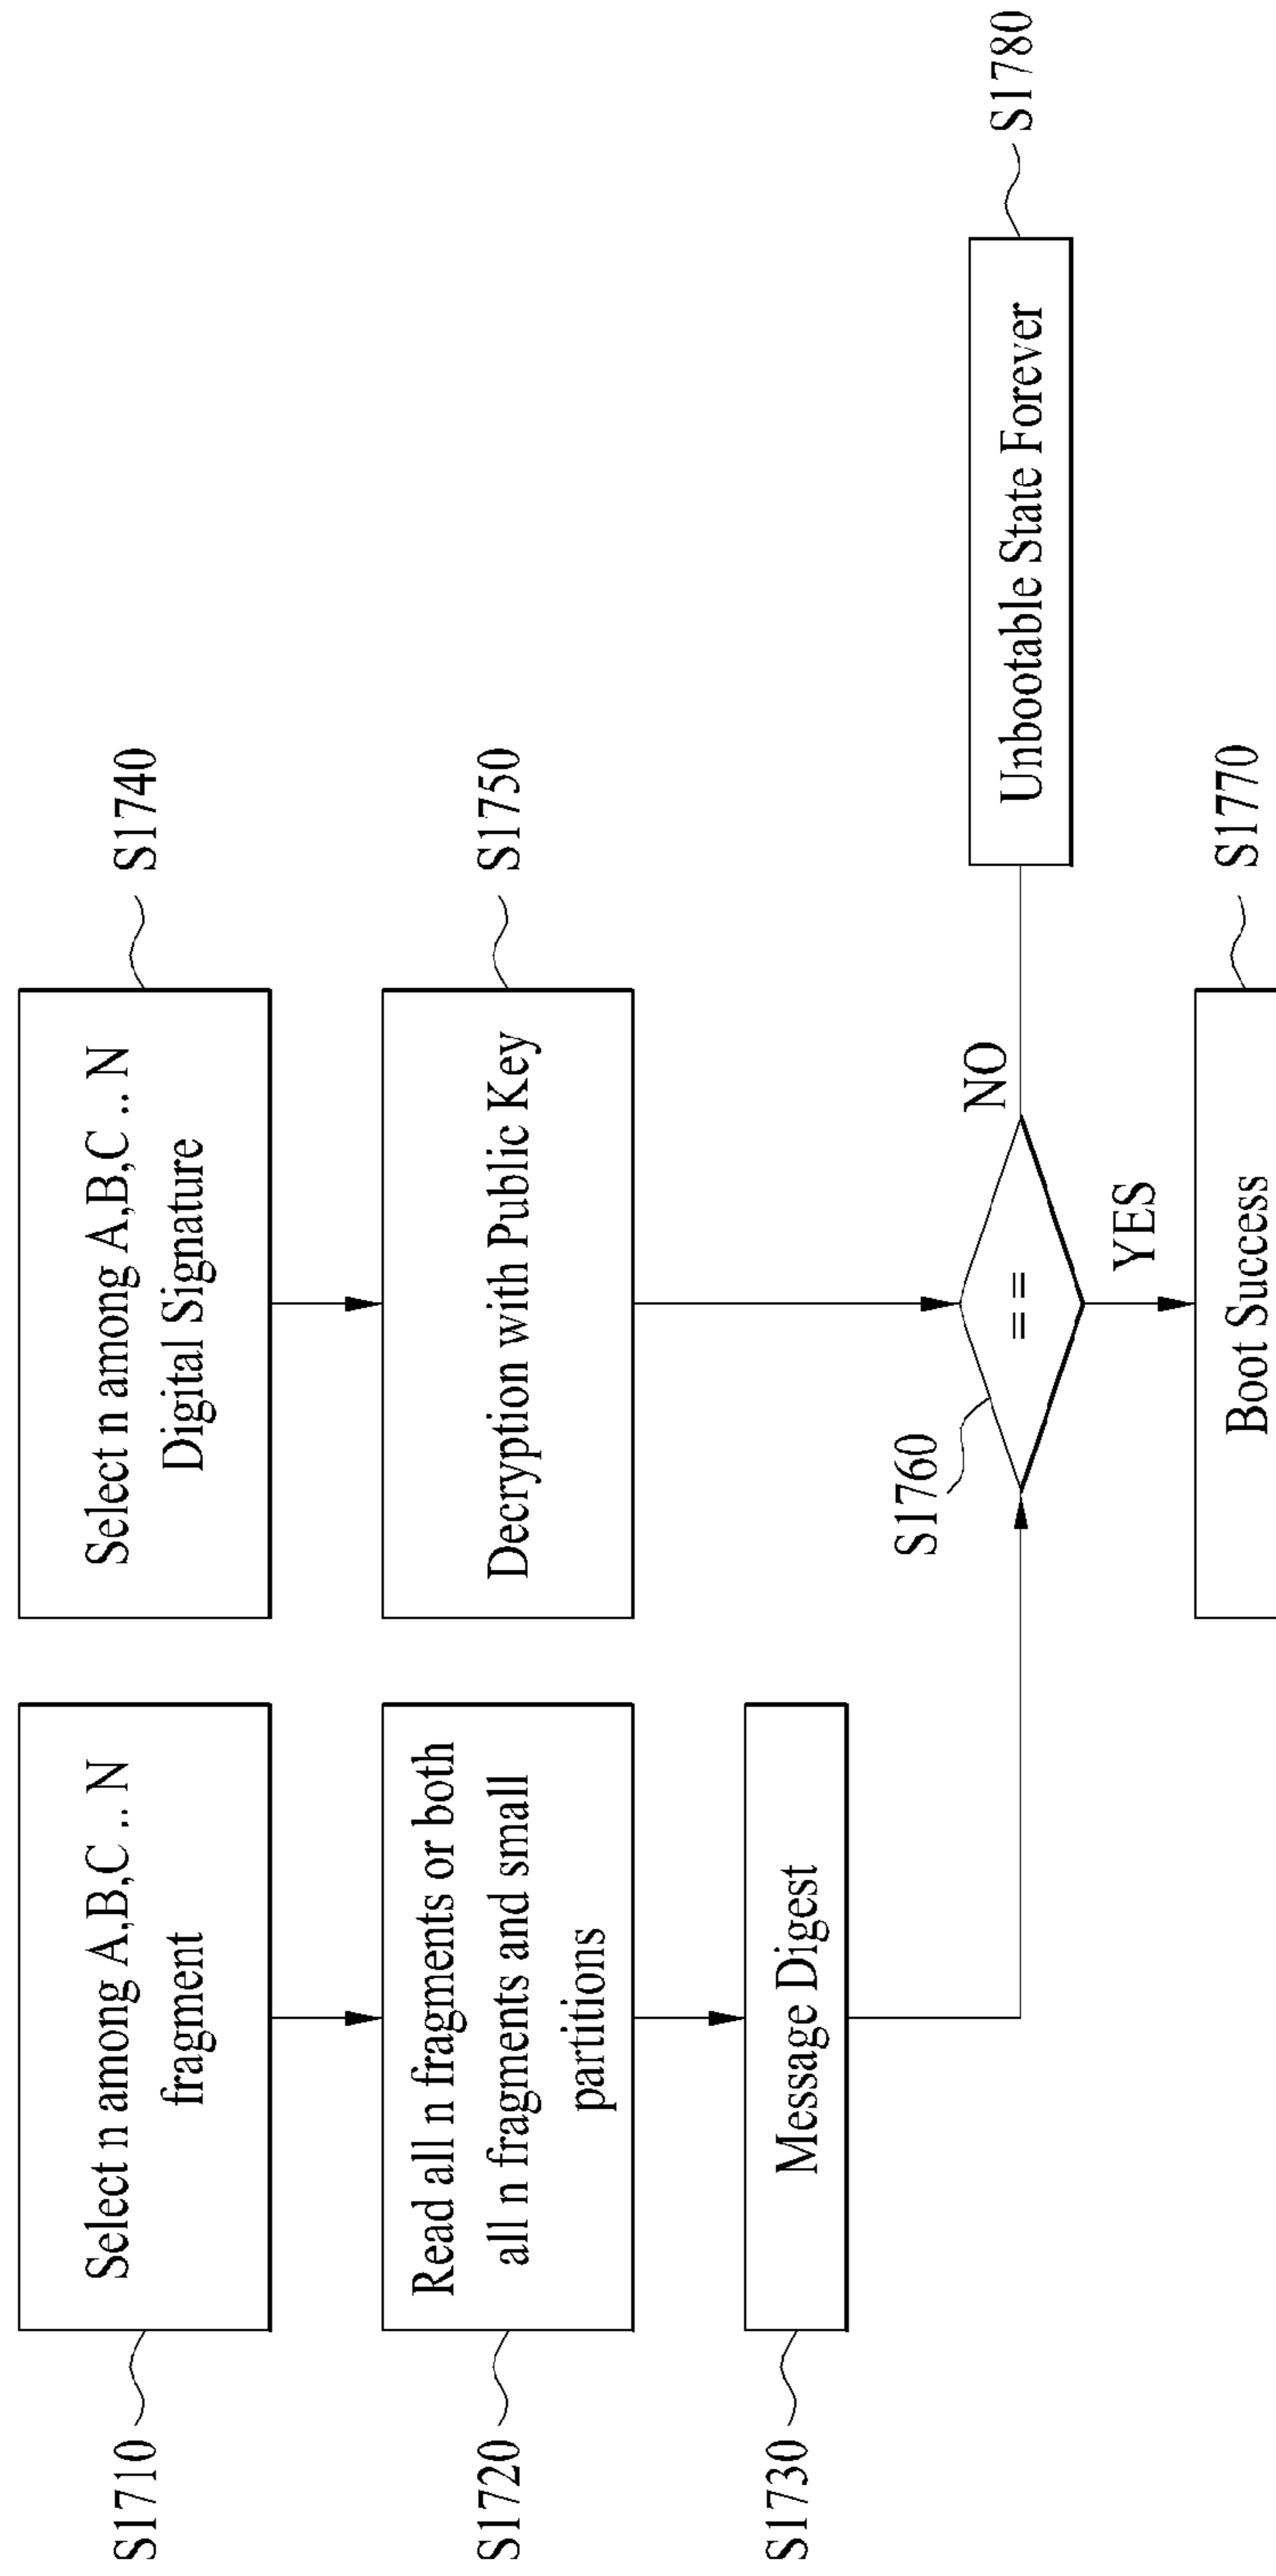 S1710
Select n among A,B,C .. N
fragment
Select n among A,B,C .. N
Digital Signature
S1740
S1720
Read all n fragments or both
all n fragments and small
partitions
Decryption with Public Key
S1750
S1730
Message Digest
S1760
==
NO
Unbootable State Forever
S1780
YES
Boot Success
S1770